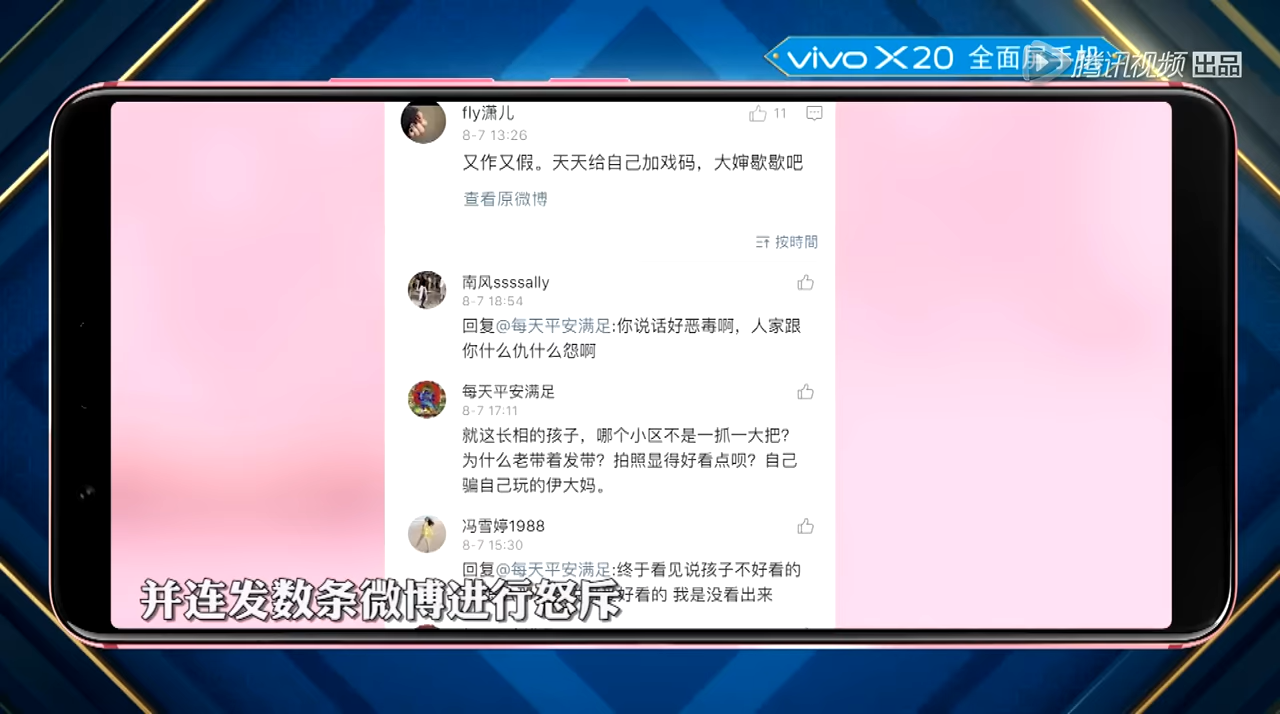 vivo X20 全面屏手机
腾讯视频 出品
fly潇儿
11
8-7 13:26
又作又假。天天给自己加戏码，大婶歇歇吧
查看原微博
按時間
南风ssssally
8-7 18:54
回复@每天平安满足:你说话好恶毒啊，人家跟
你什么仇什么怨啊
每天平安满足
8-7 17:11
就这长相的孩子，哪个小区不是一抓一大把？
为什么老带着发带？拍照显得好看点呗？自己
骗自己玩的伊大妈。
冯雪婷1988
8-7 15:30
回复@每天平安满足:终于看见说孩子不好看的
好看的 我是没看出来
并连发数条微博进行怒斥